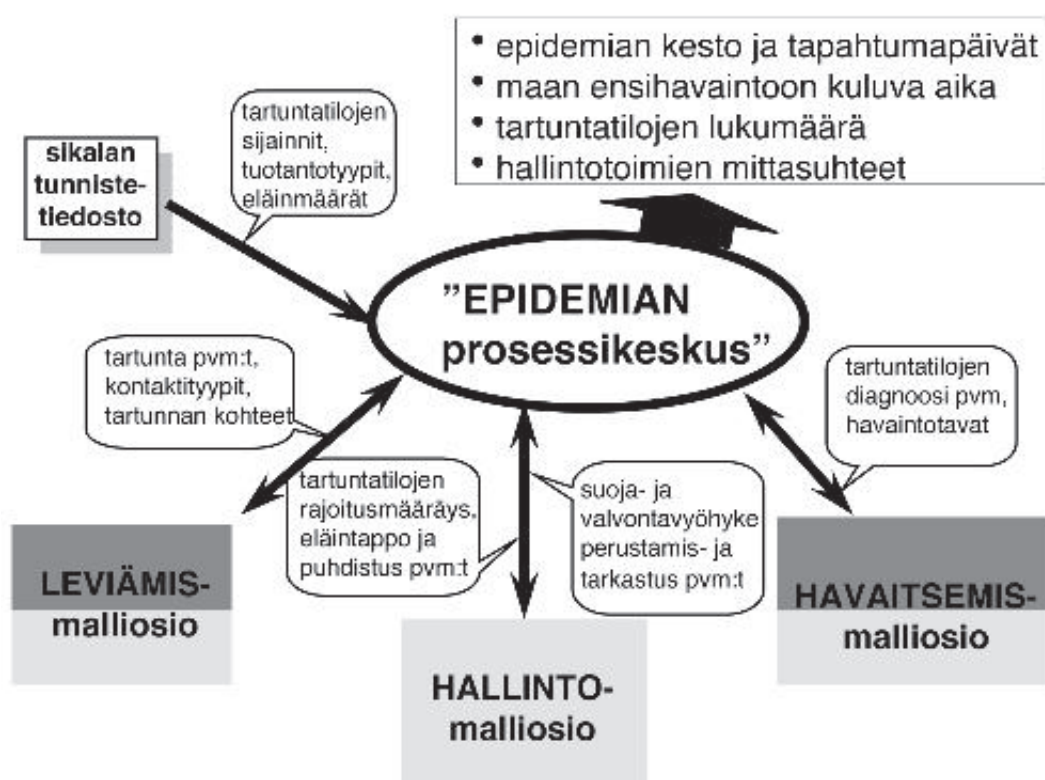 • epidemian kesto ja tapahtumapäivät
• maan ensihavaintoon kuluva aika
• tartuntatilojen lukumäärä
• hallintotoimien mittasuhteet
tartuntatilojen
sijainnit,
tuotantotyypit,
eläinmäärät
sikalan
tunniste-
tiedosto
"EPIDEMIAN
prosessikeskus"
tartunta pvm:t,
kontaktityypit,
tartunnan kohteet
tartuntatilojen
diagnoosi pvm,
havaintotavat
tartuntatilojen
rajoitusmääräys,
eläintappo ja
puhdistus pvm:t
suoja- ja
valvontavyöhyke
perustamis- ja
tarkastus pvm:t
LEVIÄMIS-
malliosio
HAVAITSEMIS-
malliosio
HALLINTO-
malliosio